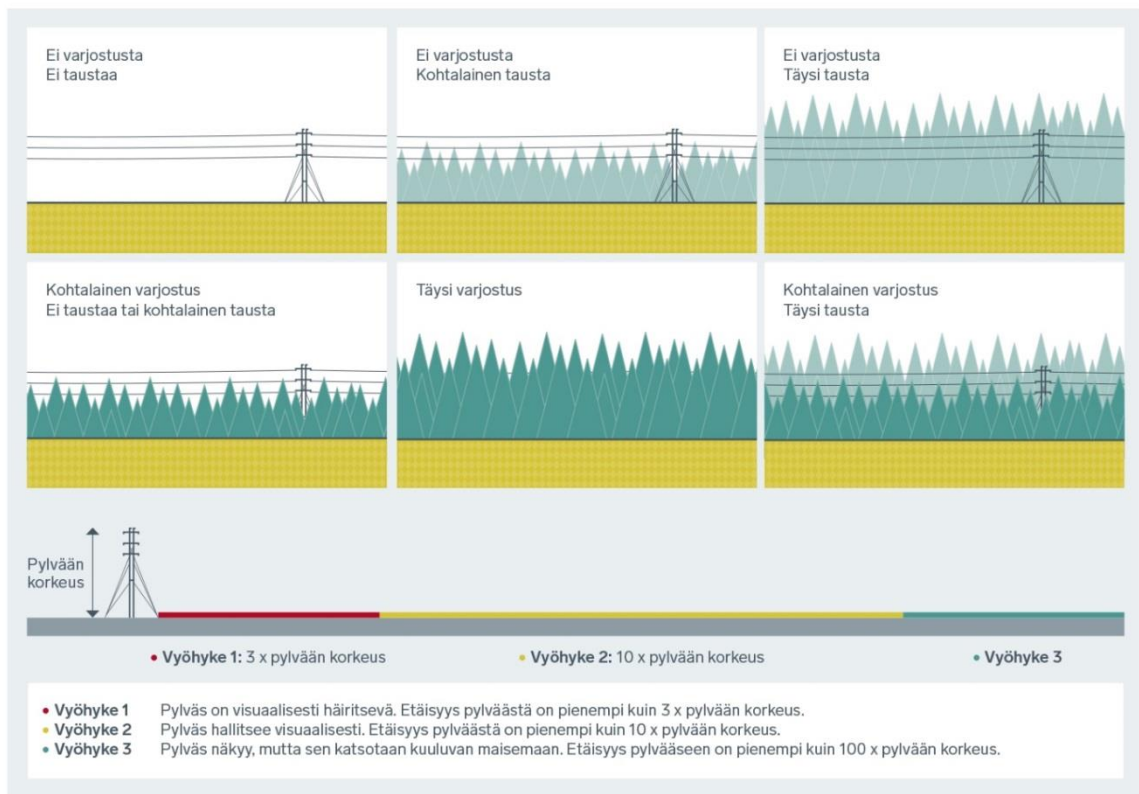 Ei varjostusta
Ei taustaa
Ei varjostusta
Kohtalainen tausta
Ei varjostusta
Täysi tausta
Kohtalainen varjostus
Ei taustaa tai kohtalainen tausta
Täysi varjostus
Kohtalainen varjostus
Täysi tausta
Pylvään
korkeus
• Vyöhyke 1: 3 x pylvään korkeus
• Vyöhyke 2: 10 x pylvään korkeus
• Vyöhyke 3
• Vyöhyke 1 Pylväs on visuaalisesti häiritsevä. Etäisyys pylväästä on pienempi kuin 3 x pylvään korkeus.
• Vyöhyke 2 Pylväs hallitsee visuaalisesti. Etäisyys pylväästä on pienempi kuin 10 x pylvään korkeus.
• Vyöhyke 3 Pylväs näkyy, mutta sen katsotaan kuuluvan maisemaan. Etäisyys pylvääseen on pienempi kuin 100 x pylvään korkeus.